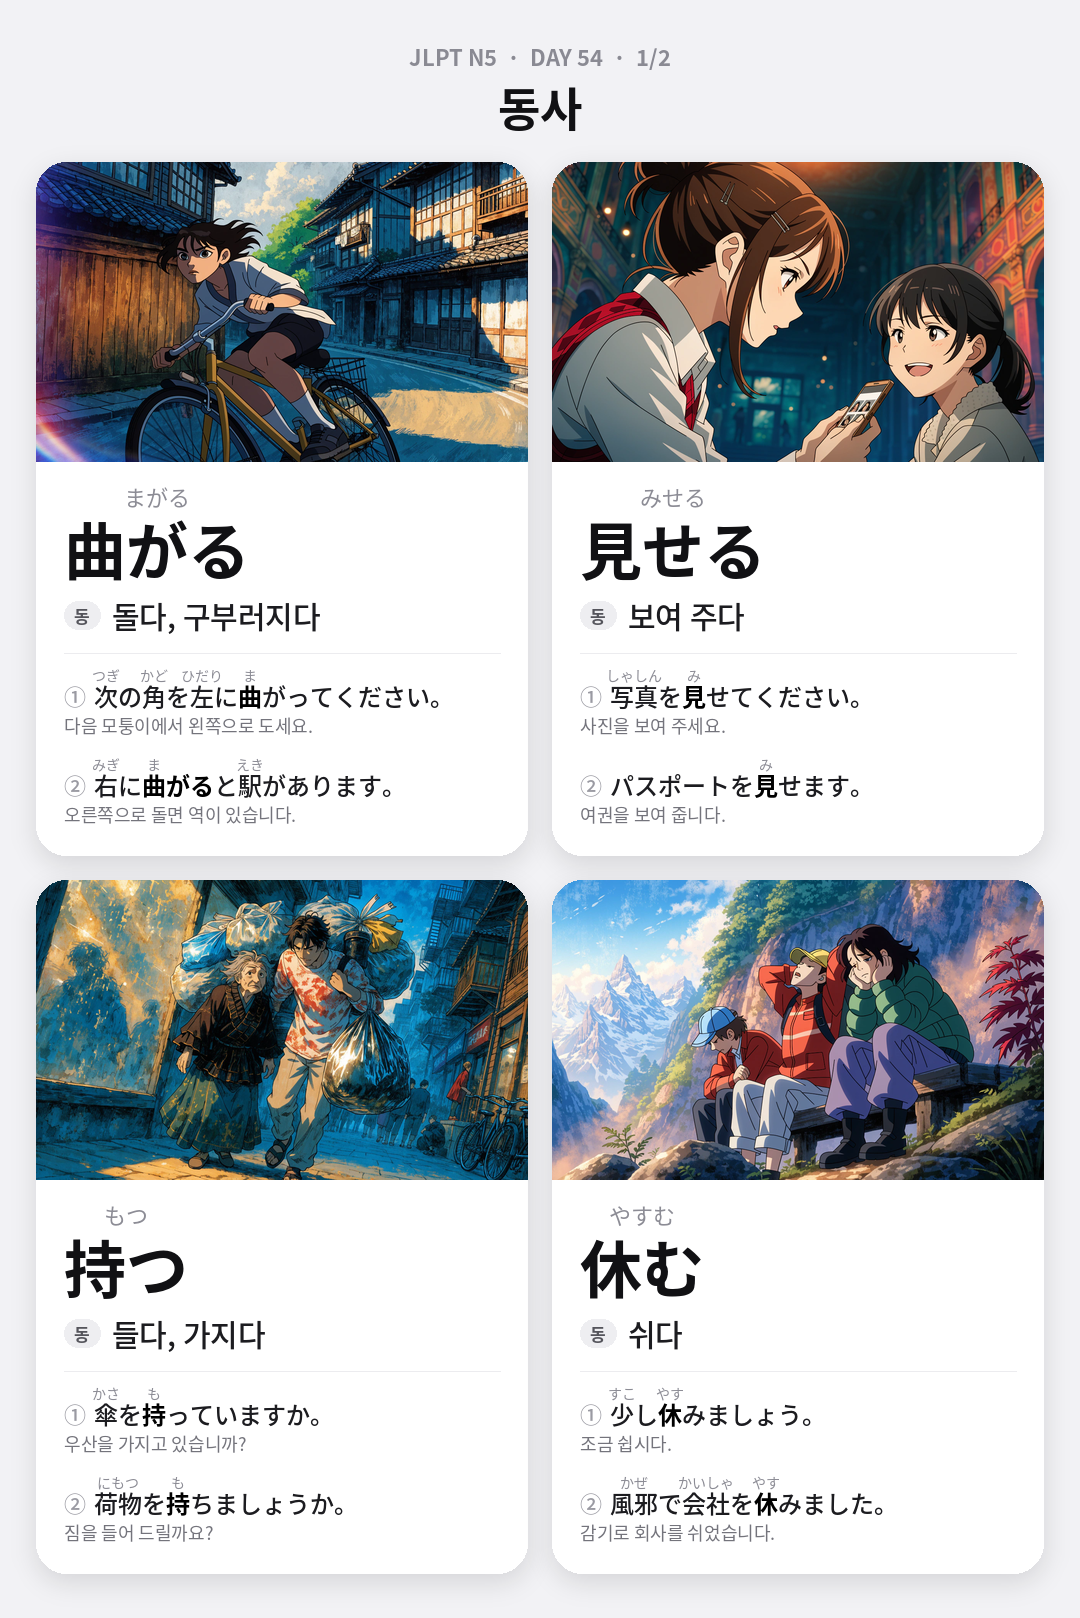 JLPT N5 · DAY 54 · 1/2
동사
まがる
曲がる
동 돌다, 구부러지다
つぎ かど ひだり ま
① 次の角を左に曲がってください。
다음 모퉁이에서 왼쪽으로 도세요.
みぎ ま えき
② 右に曲がると駅があります。
오른쪽으로 돌면 역이 있습니다.
みせる
見せる
동 보여 주다
しゃしん み
① 写真を見せてください。
사진을 보여 주세요.
み
② パスポートを見せます。
여권을 보여 줍니다.
もつ
持つ
동 들다, 가지다
かさ も
① 傘を持っていますか。
우산을 가지고 있습니까?
にもつ も
② 荷物を持ちましょうか。
짐을 들어 드릴까요?
やすむ
休む
동 쉬다
すこ やす
① 少し休みましょう。
조금 쉽시다.
かぜ かいしゃ やす
② 風邪で会社を休みました。
감기로 회사를 쉬었습니다.